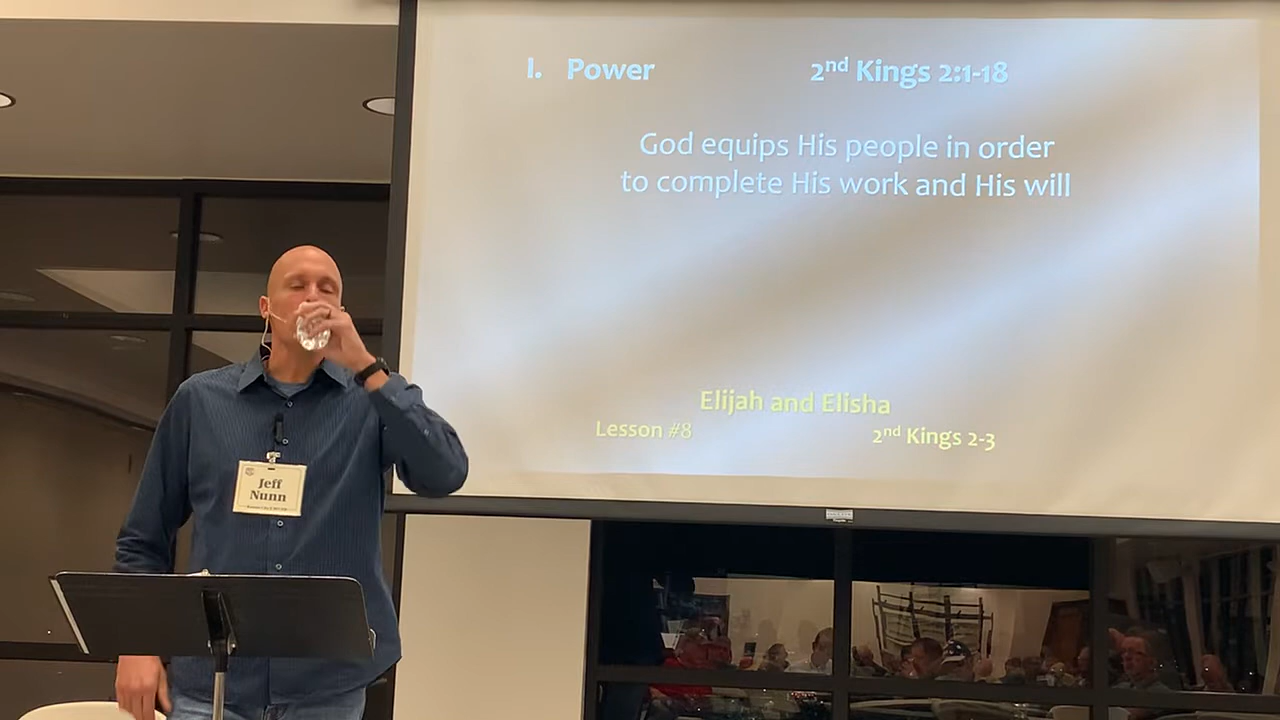 I. Power 2nd Kings 2:1-18
God equips His people in order
to complete His work and His will
Elijah and Elisha
Lesson #8 2nd Kings 2-3
Jeff
Nunn